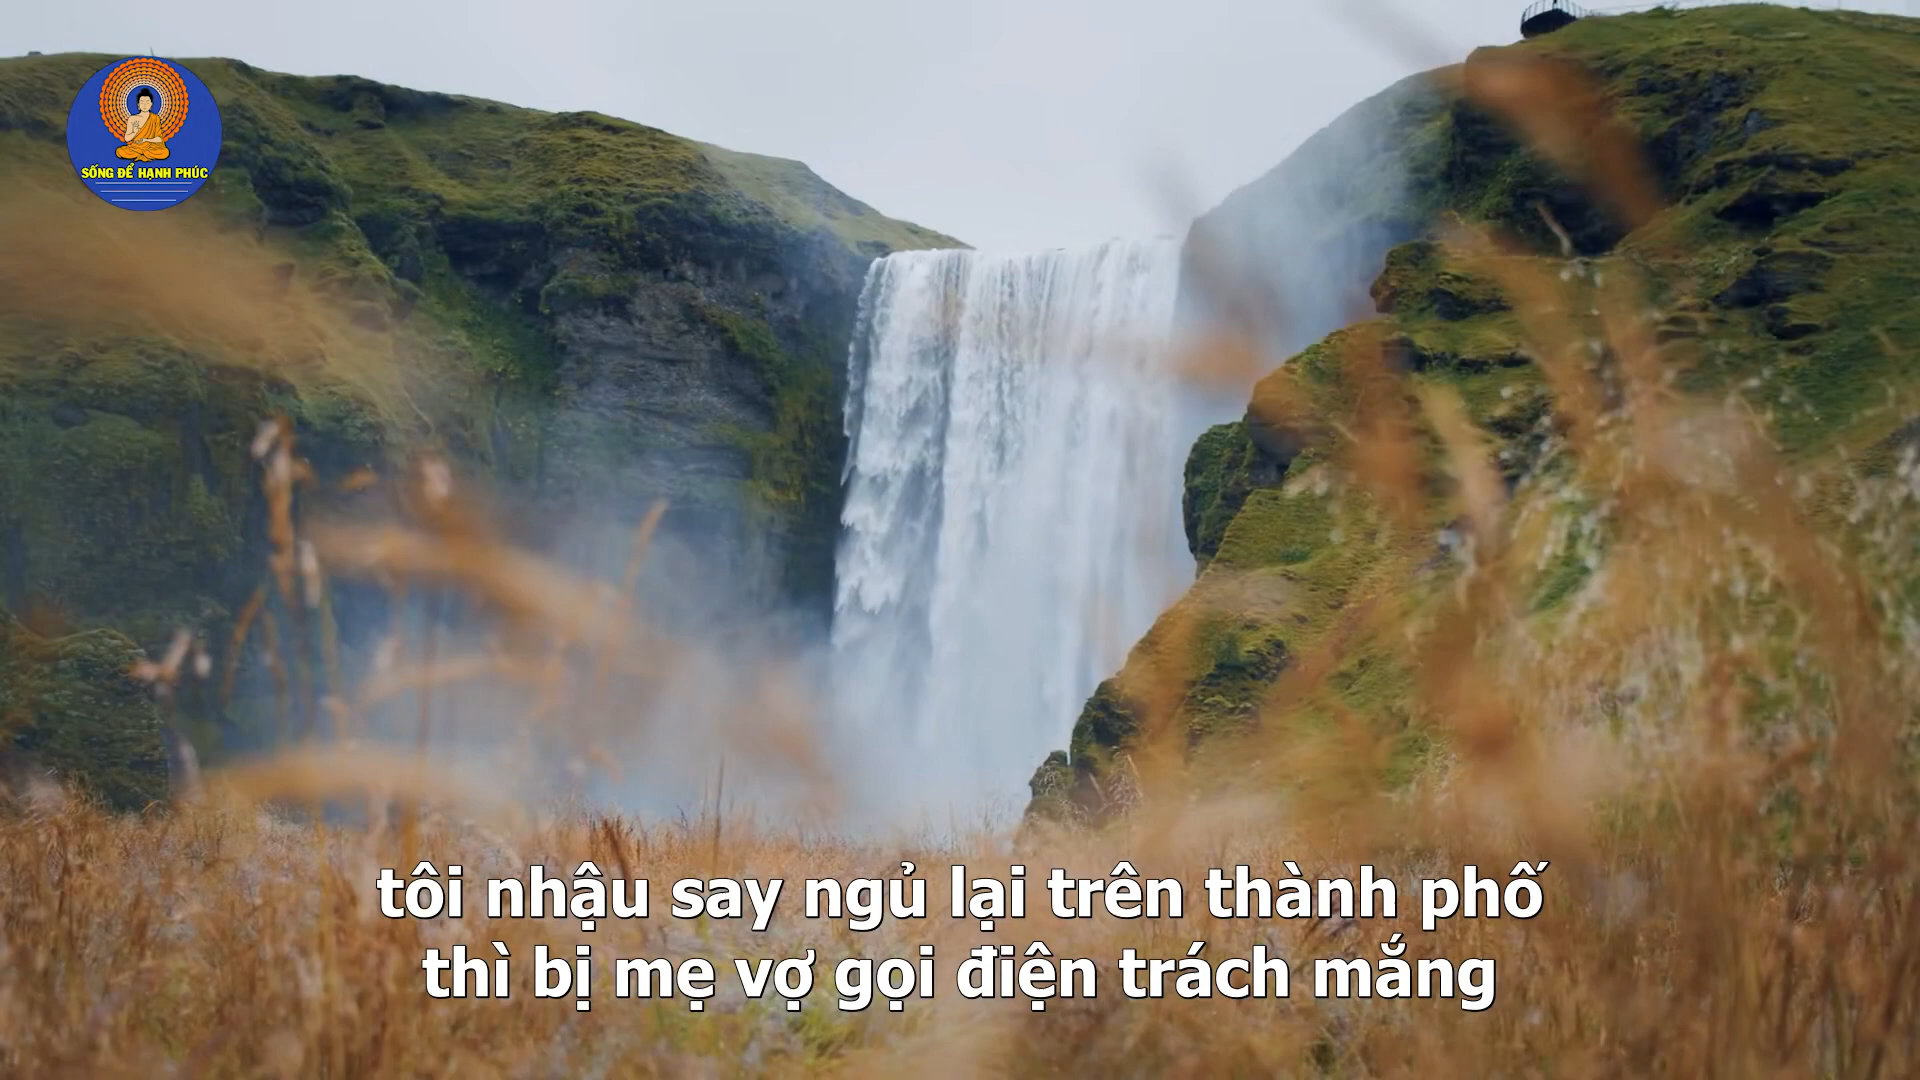 SỐNG ĐỂ HẠNH PHÚC
tôi nhậu say ngủ lại trên thành phố
thì bị mẹ vợ gọi điện trách mắng